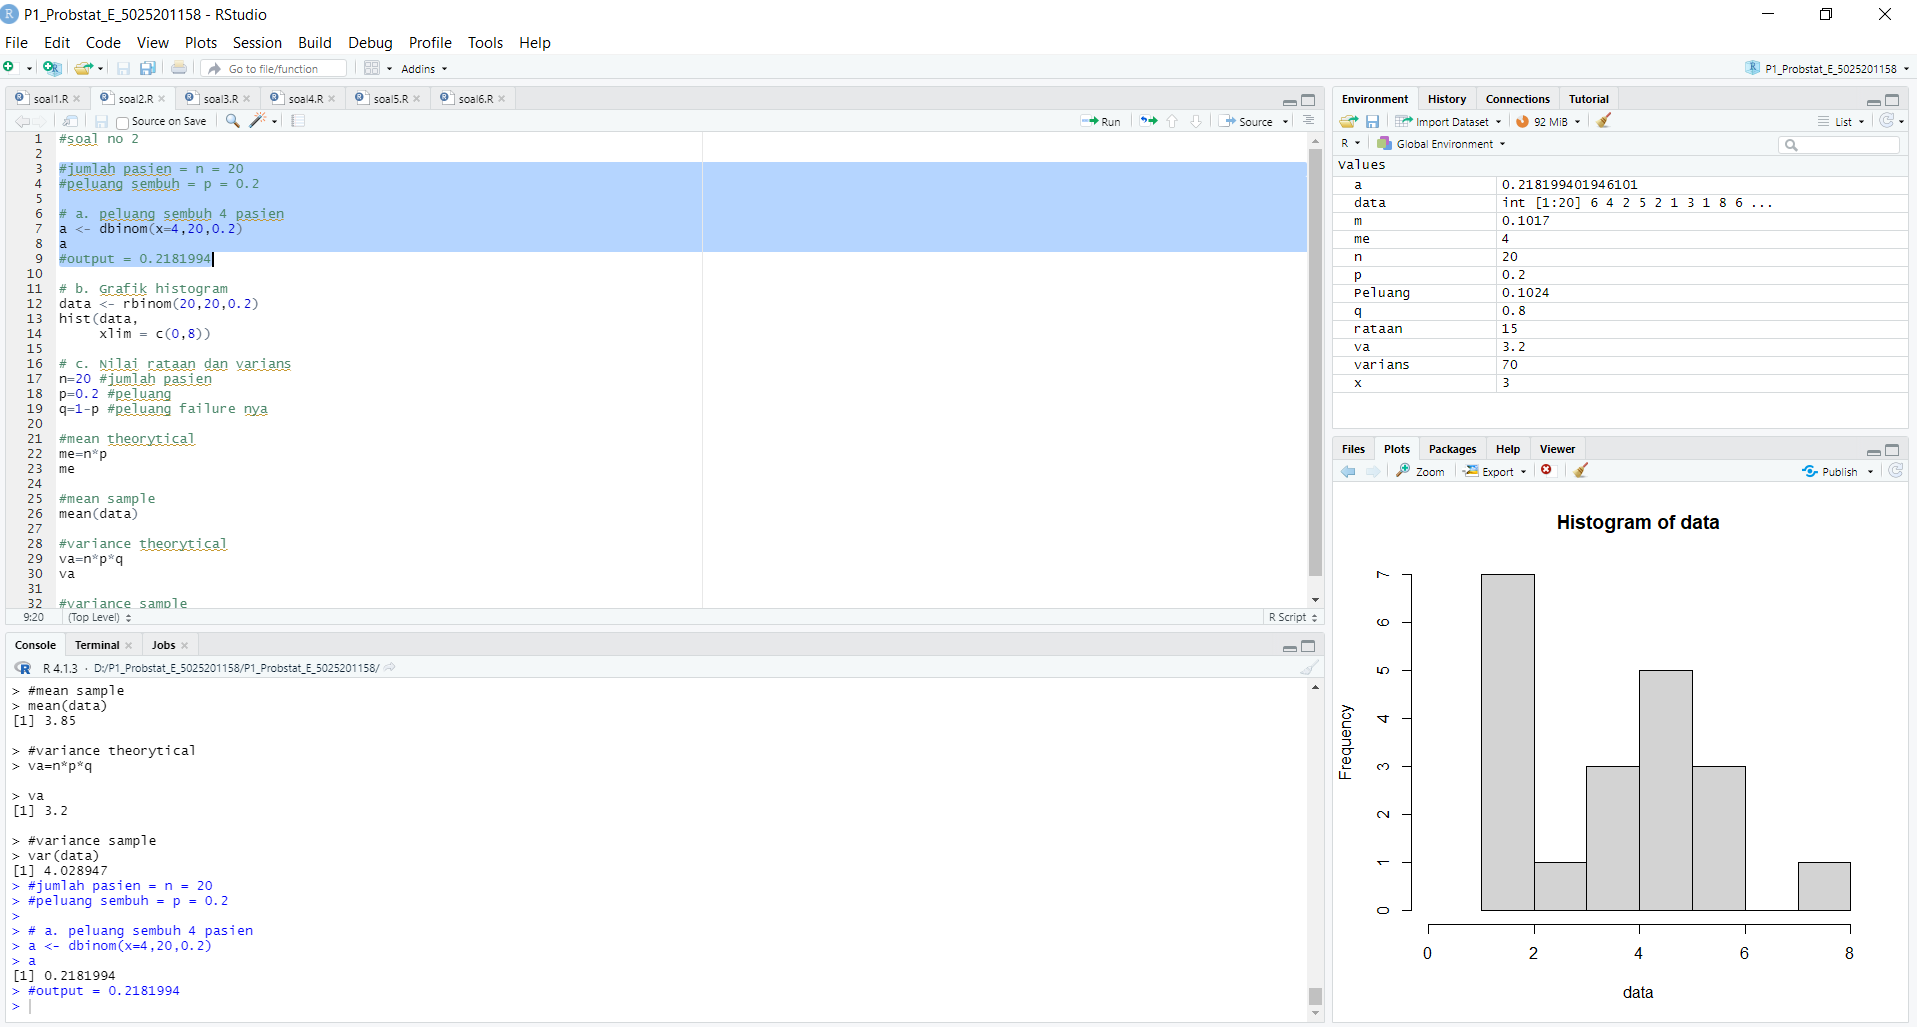 P1_Probstat_E_5025201158 - RStudio
File Edit Code View Plots Session Build Debug Profile Tools Help
Go to file/function Addins P1_Probstat_E_5025201158
soal1.R soal2.R soal3.R soal4.R soal5.R soal6.R
Source on Save Run Source
1 #soal no 2
2
3 #jumlah pasien = n = 20
4 #peluang sembuh = p = 0.2
5
6 # a. peluang sembuh 4 pasien
7 a <- dbinom(x=4,20,0.2)
8 a
9 #output = 0.2181994
10
11 # b. Grafik histogram
12 data <- rbinom(20,20,0.2)
13 hist(data,
14 xlim = c(0,8))
15
16 # c. Nilai rataan dan varians
17 n=20 #jumlah pasien
18 p=0.2 #peluang
19 q=1-p #peluang failure nya
20
21 #mean theorytical
22 me=n*p
23 me
24
25 #mean sample
26 mean(data)
27
28 #variance theorytical
29 va=n*p*q
30 va
31
32 #variance sample
9:20 (Top Level) R Script
Console Terminal Jobs
R 4.1.3 · D:/P1_Probstat_E_5025201158/P1_Probstat_E_5025201158/
> #mean sample
> mean(data)
[1] 3.85
> #variance theorytical
> va=n*p*q
> va
[1] 3.2
> #variance sample
> var(data)
[1] 4.028947
> #jumlah pasien = n = 20
> #peluang sembuh = p = 0.2
>
> # a. peluang sembuh 4 pasien
> a <- dbinom(x=4,20,0.2)
> a
[1] 0.2181994
> #output = 0.2181994
>
Environment History Connections Tutorial
Import Dataset 92 MiB List
R Global Environment
Values
a 0.218199401946101
data int [1:20] 6 4 2 5 2 1 3 1 8 6 ...
m 0.1017
me 4
n 20
p 0.2
Peluang 0.1024
q 0.8
rataan 15
va 3.2
varians 70
x 3
Files Plots Packages Help Viewer
Zoom Export Publish
Histogram of data
7
6
5
4
3
2
1
0
Frequency
0 2 4 6 8
data